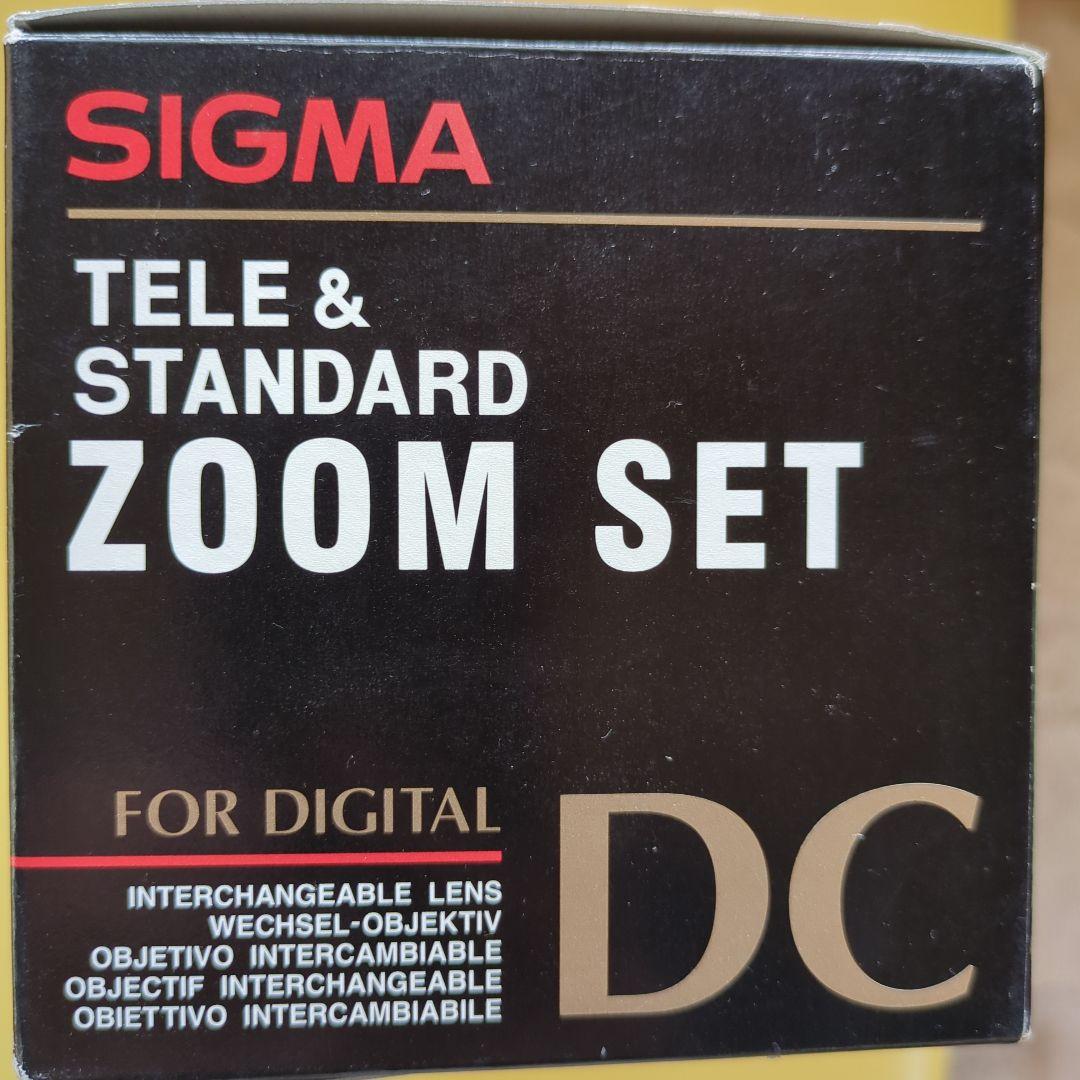 SIGMA
TELE &
STANDARD
ZOOM SET
FOR DIGITAL
DC
INTERCHANGEABLE LENS
WECHSEL-OBJEKTIV
OBJETIVO INTERCAMBIABLE
OBJECTIF INTERCHANGEABLE
OBIETTIVO INTERCAMBIABILE